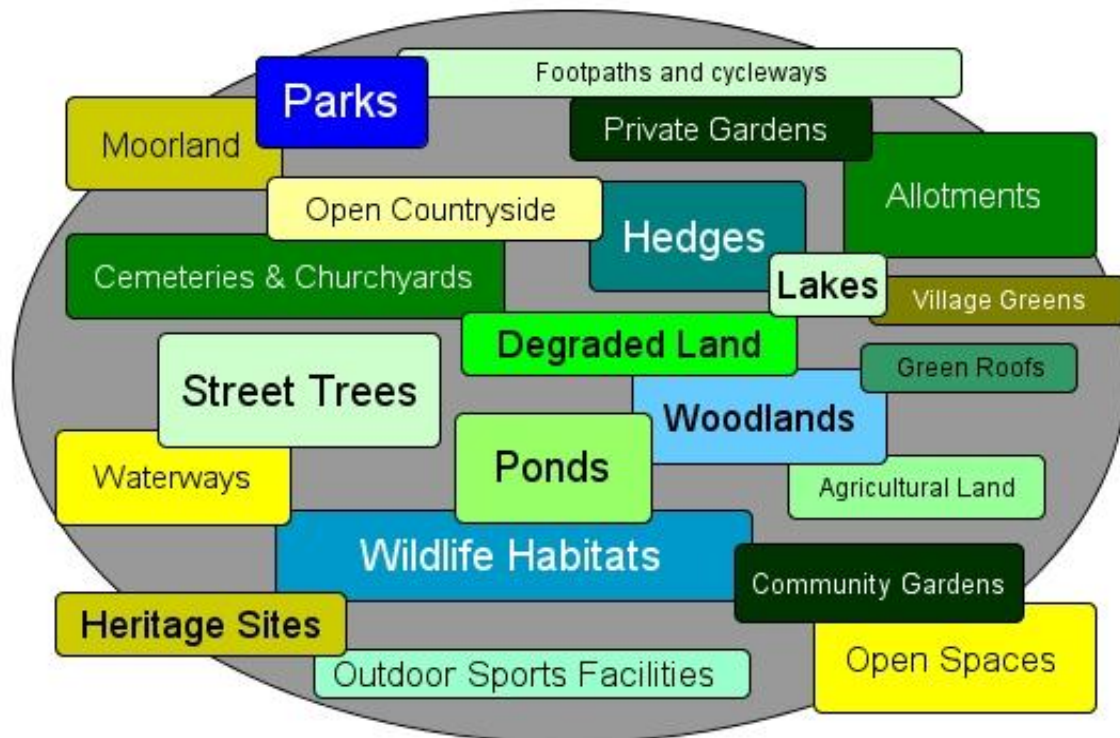 Footpaths and cycleways
Parks
Private Gardens
Moorland
Allotments
Open Countryside
Hedges
Cemeteries & Churchyards
Lakes
Village Greens
Degraded Land
Green Roofs
Street Trees
Woodlands
Ponds
Waterways
Agricultural Land
Wildlife Habitats
Community Gardens
Heritage Sites
Open Spaces
Outdoor Sports Facilities